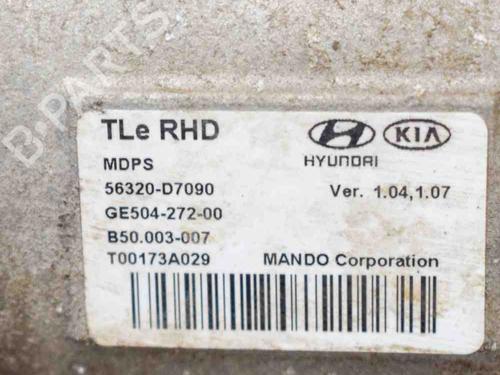 B-PARTS
TLe RHD
KIA
MDPS
HYUNDAI
56320-D7090
Ver. 1.04,1.07
GE504-272-00
B50.003-007
T00173A029
MANDO Corporation